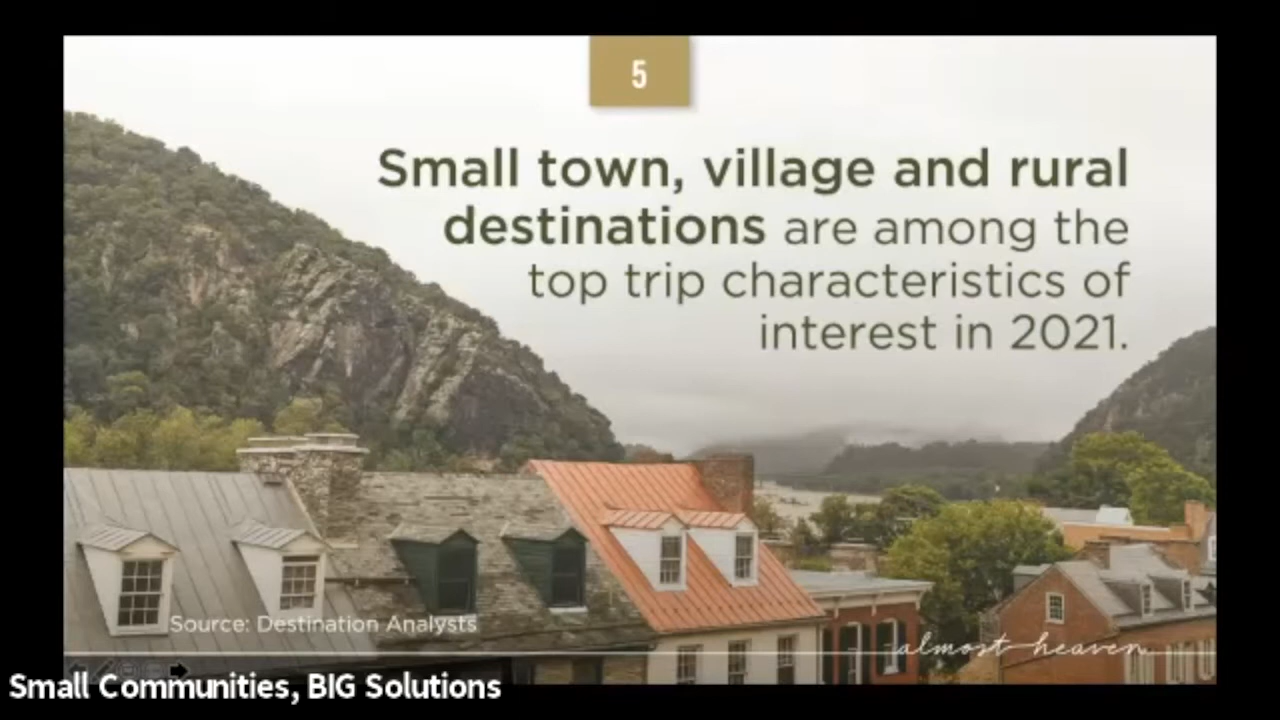 5
Small town, village and rural
destinations are among the
top trip characteristics of
interest in 2021.
Source: Destination Analysts
almost heaven
Small Communities, BIG Solutions